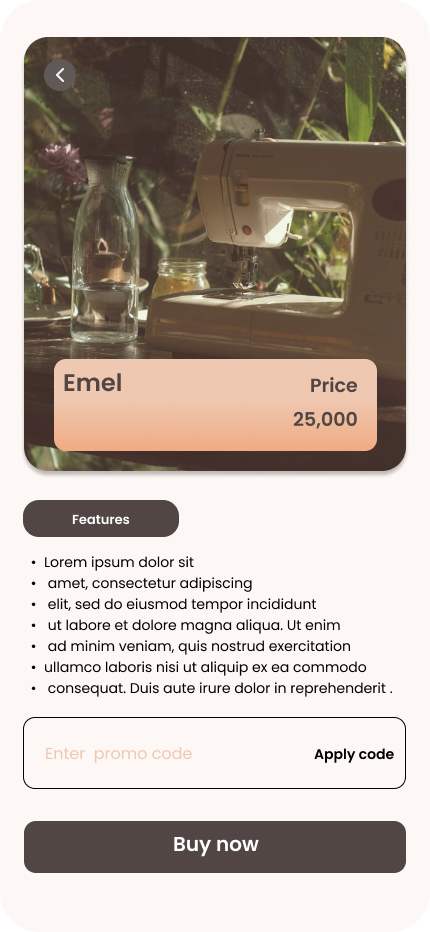 Emel
Price
25,000
Features
• Lorem ipsum dolor sit
• amet, consectetur adipiscing
• elit, sed do eiusmod tempor incididunt
• ut labore et dolore magna aliqua. Ut enim
• ad minim veniam, quis nostrud exercitation
• ullamco laboris nisi ut aliquip ex ea commodo
• consequat. Duis aute irure dolor in reprehenderit .
Enter promo code
Apply code
Buy now